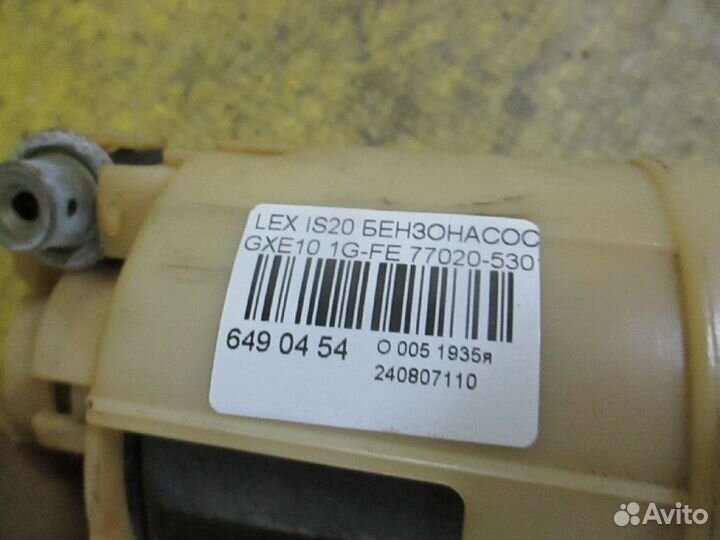 LEX IS20 БЕНЗОНАСОС
GXE10 1G-FE 77020-530
649 04 54
О 005 1935я
240807110
Avito